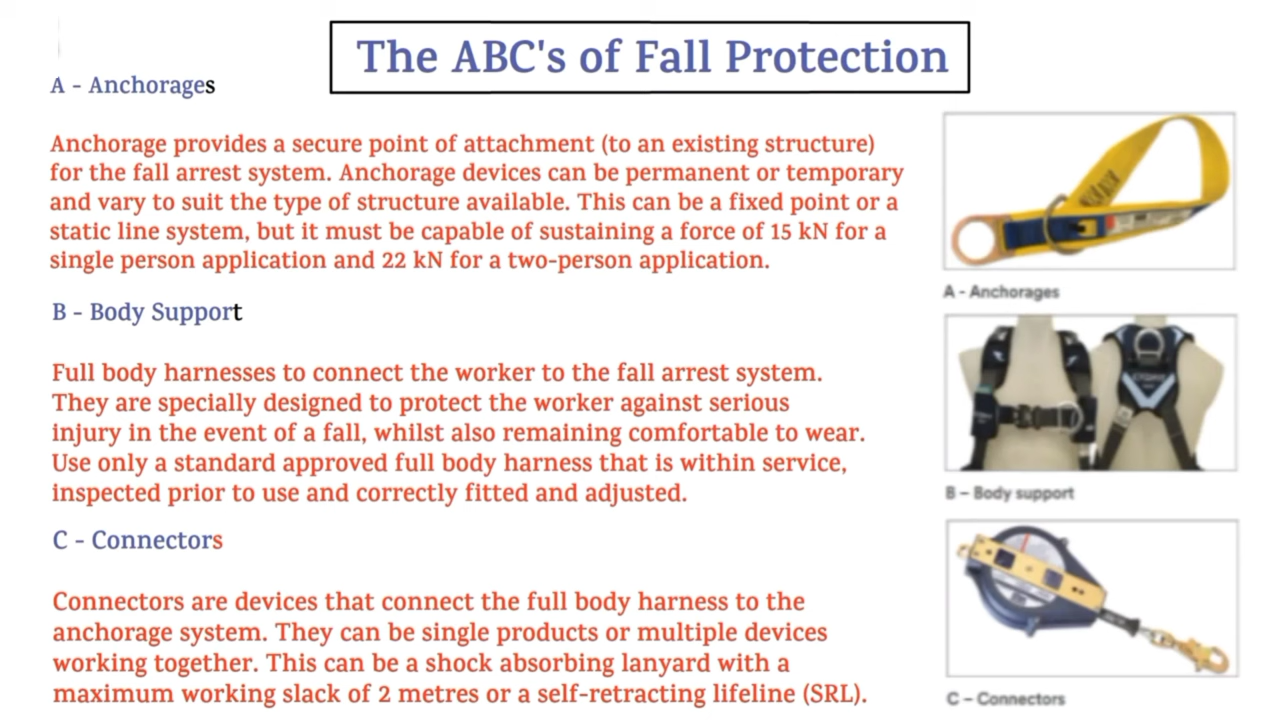 The ABC's of Fall Protection
A - Anchorages
Anchorage provides a secure point of attachment (to an existing structure)
for the fall arrest system. Anchorage devices can be permanent or temporary
and vary to suit the type of structure available. This can be a fixed point or a
static line system, but it must be capable of sustaining a force of 15 kN for a
single person application and 22 kN for a two-person application.
A - Anchorages
B - Body Support
Full body harnesses to connect the worker to the fall arrest system.
They are specially designed to protect the worker against serious
injury in the event of a fall, whilst also remaining comfortable to wear.
Use only a standard approved full body harness that is within service,
inspected prior to use and correctly fitted and adjusted.
B – Body support
C - Connectors
Connectors are devices that connect the full body harness to the
anchorage system. They can be single products or multiple devices
working together. This can be a shock absorbing lanyard with a
maximum working slack of 2 metres or a self-retracting lifeline (SRL).
C – Connectors